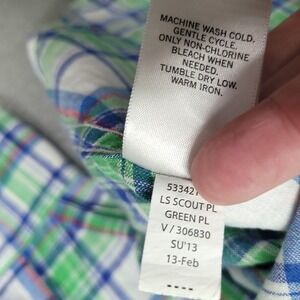 MACHINE WASH COLD.
GENTLE CYCLE.
ONLY NON-CHLORINE
BLEACH WHEN
NEEDED.
TUMBLE DRY LOW.
WARM IRON.
533421
LS SCOUT PL
GREEN PL
V / 306830
SU'13
13-Feb
----